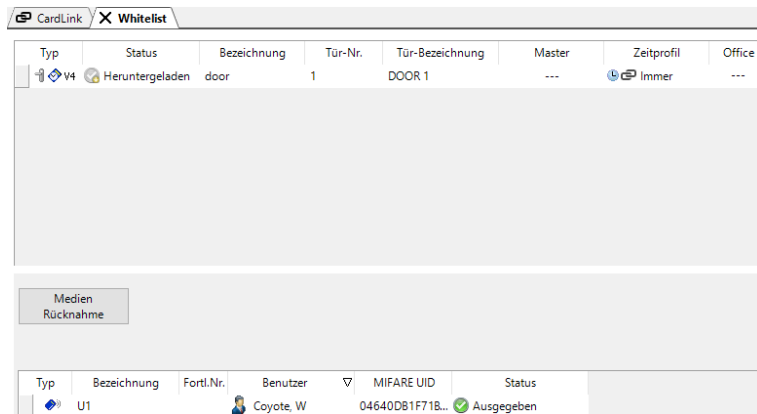 CardLink Whitelist
Typ Status Bezeichnung Tür-Nr. Tür-Bezeichnung Master Zeitprofil Office
V4 Heruntergeladen door 1 DOOR 1 --- Immer ---
Medien
Rücknahme
Typ Bezeichnung Fortl.Nr. Benutzer MIFARE UID Status
U1 Coyote, W 04640DB1F71B... Ausgegeben